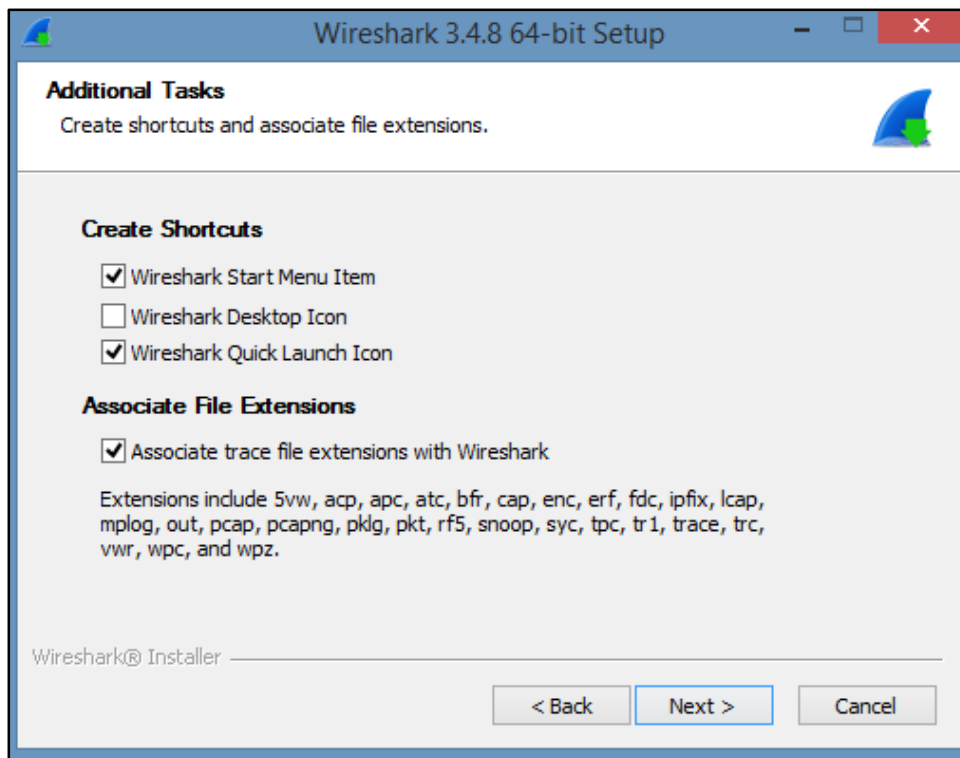 Wireshark 3.4.8 64-bit Setup
Additional Tasks
Create shortcuts and associate file extensions.
Create Shortcuts
Wireshark Start Menu Item
Wireshark Desktop Icon
Wireshark Quick Launch Icon
Associate File Extensions
Associate trace file extensions with Wireshark
Extensions include 5vw, acp, apc, atc, bfr, cap, enc, erf, fdc, ipfix, lcap,
mplog, out, pcap, pcapng, pklg, pkt, rf5, snoop, syc, tpc, tr1, trace, trc,
vwr, wpc, and wpz.
Wireshark® Installer
< Back Next > Cancel